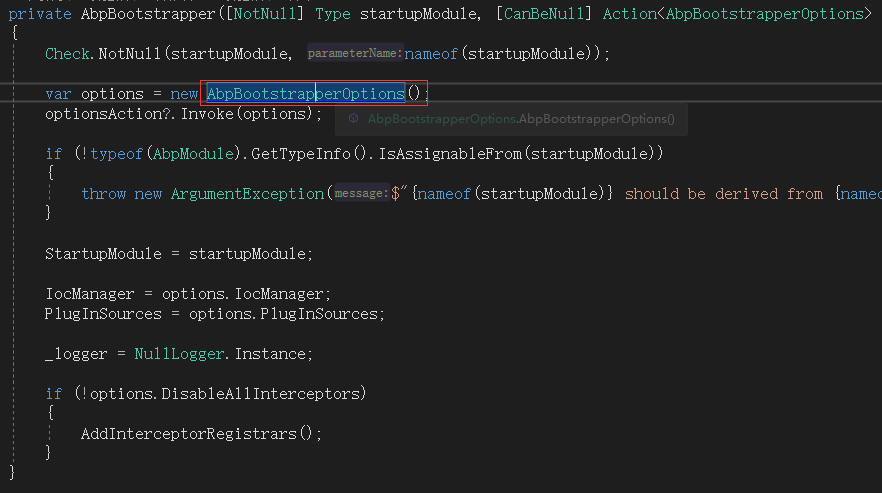 private AbpBootstrapper([NotNull] Type startupModule, [CanBeNull] Action<AbpBootstrapperOptions>
{
Check.NotNull(startupModule, parameterName: nameof(startupModule));
var options = new AbpBootstrapperOptions();
optionsAction?.Invoke(options);
AbpBootstrapperOptions.AbpBootstrapperOptions()
if (!typeof(AbpModule).GetTypeInfo().IsAssignableFrom(startupModule))
{
throw new ArgumentException( message: $"{nameof(startupModule)} should be derived from {named
}
StartupModule = startupModule;
IocManager = options.IocManager;
PlugInSources = options.PlugInSources;
_logger = NullLogger.Instance;
if (!options.DisableAllInterceptors)
{
AddInterceptorRegistrars();
}
}